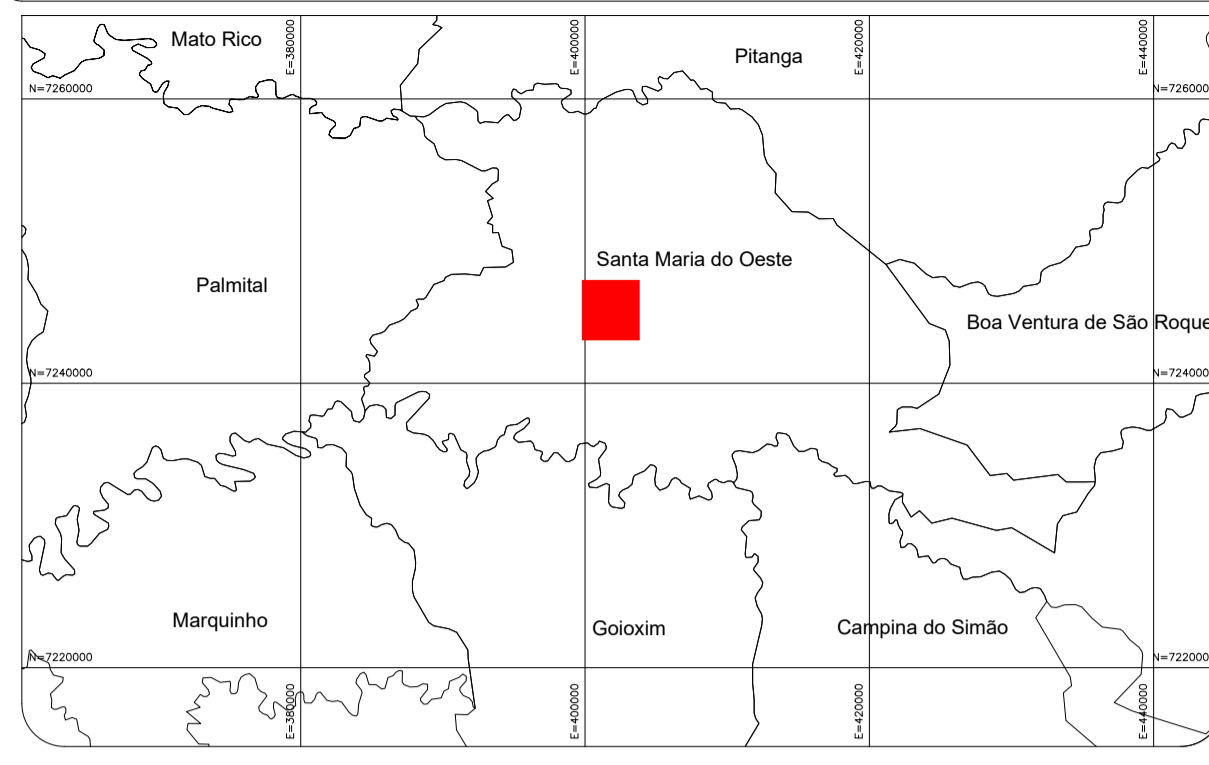 Mato Rico
E=380000
E=400000
Pitanga
E=420000
E=440000
N=7260000
N=726000
Santa Maria do Oeste
Palmital
Boa Ventura de São Roque
N=7240000
N=724000
Marquinho
Goioxim
Campina do Simão
N=7220000
N=722000
E=380000
E=400000
E=420000
E=440000